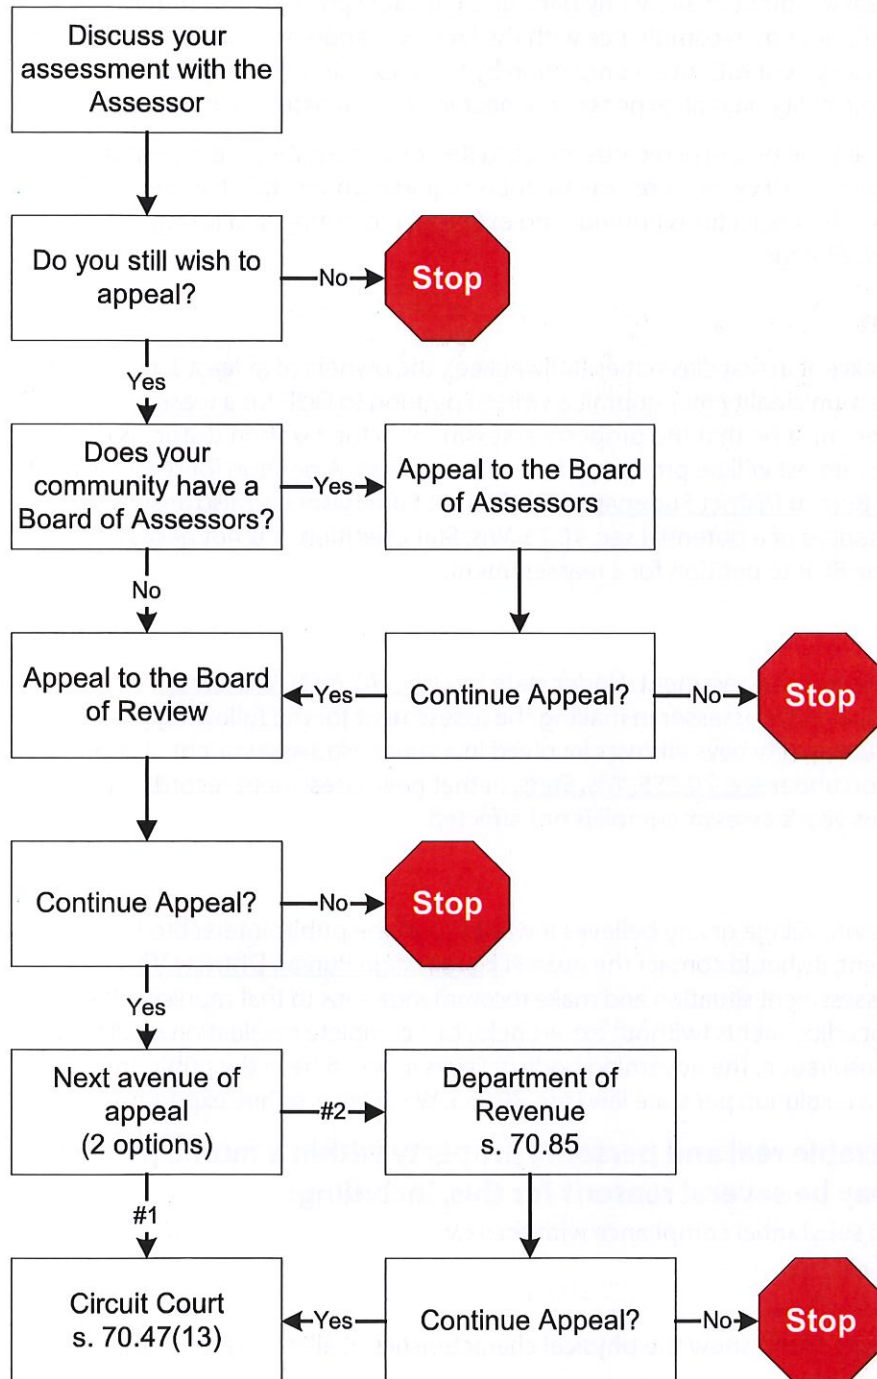 Discuss your
assessment with the
Assessor
Do you still wish to
appeal?
No
Stop
Yes
Does your
community have a
Board of Assessors?
Yes
Appeal to the Board
of Assessors
No
Appeal to the Board
of Review
Yes
Continue Appeal?
No
Stop
Continue Appeal?
No
Stop
Yes
Next avenue of
appeal
(2 options)
#2
Department of
Revenue
s. 70.85
#1
Circuit Court
s. 70.47(13)
Yes
Continue Appeal?
No
Stop